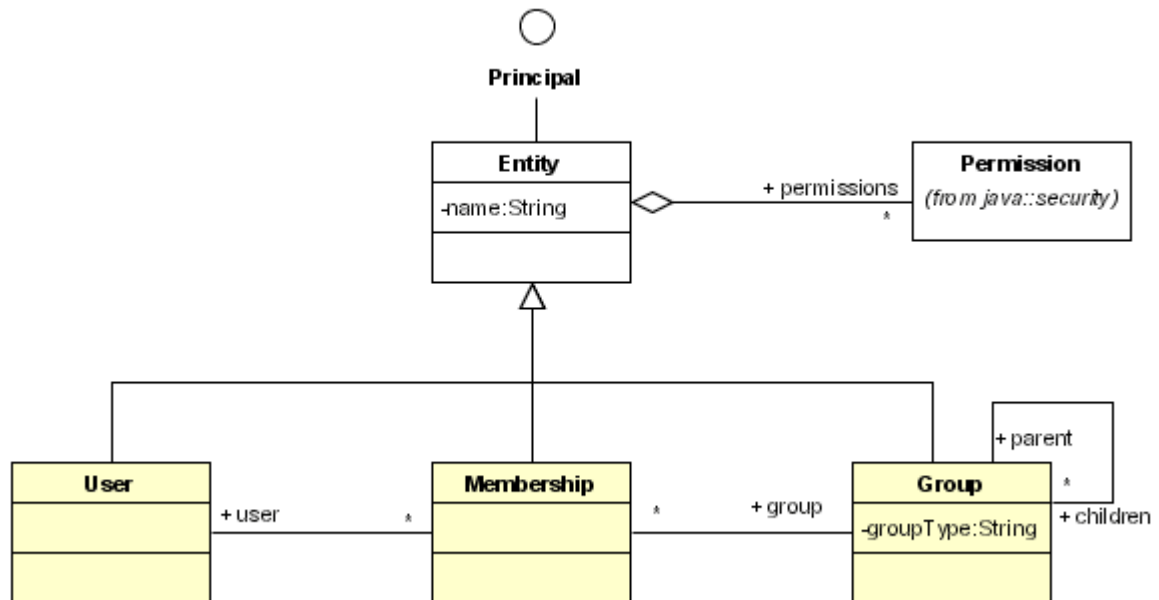 Principal
Entity
-name:String
+ permissions
*
Permission
(from java::security)
+ parent
User
Membership
Group
*
+ user
*
*
+ group
-groupType:String
+ children